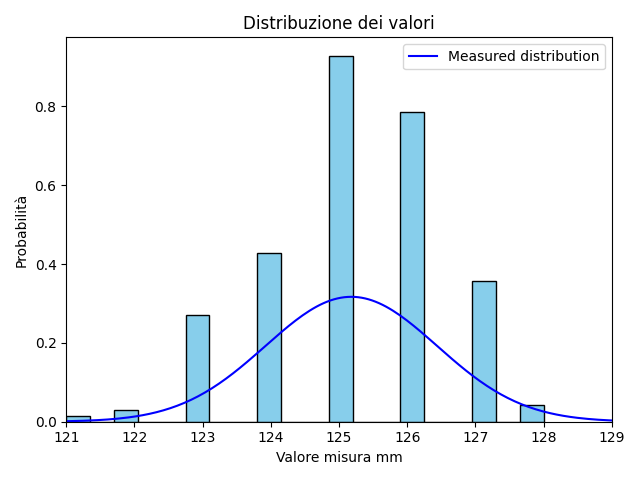 Distribuzione dei valori
Measured distribution
Probabilità
0.8
0.6
0.4
0.2
0.0
121 122 123 124 125 126 127 128 129
Valore misura mm